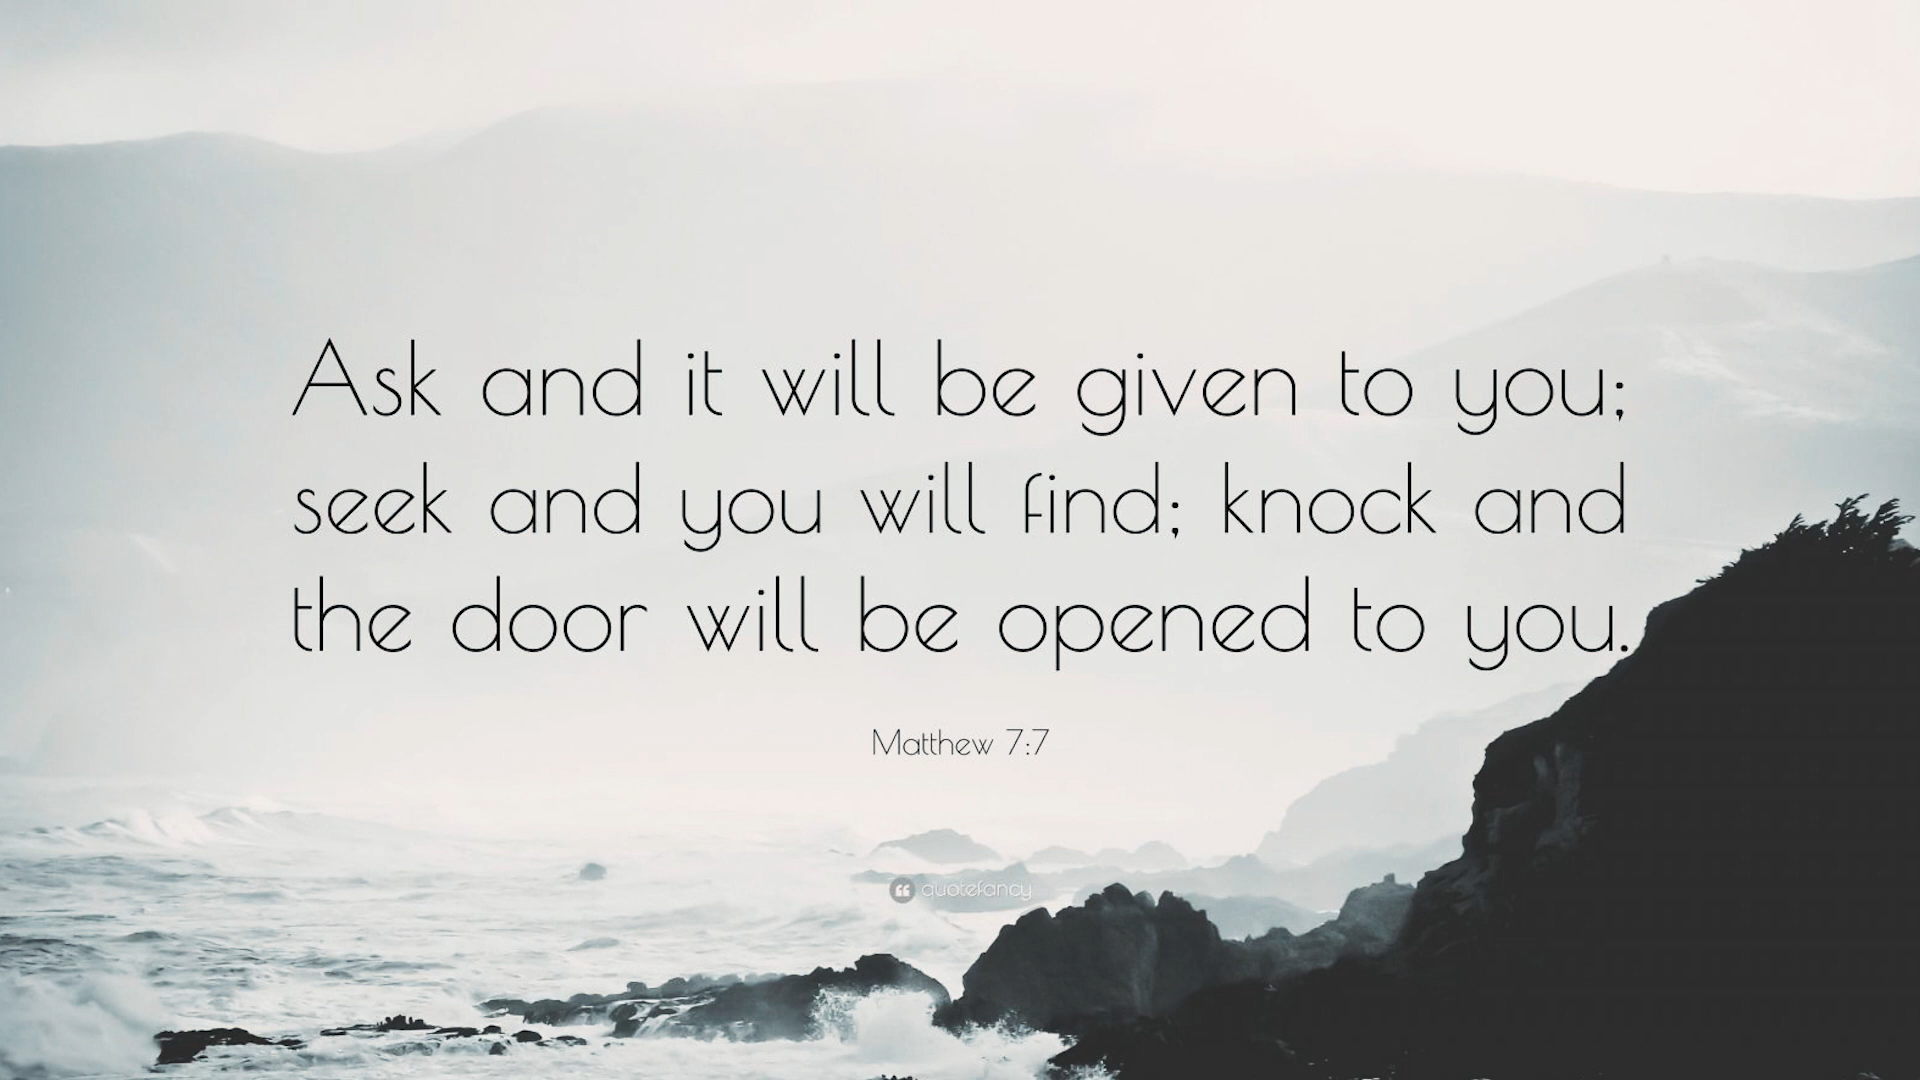 Ask and it will be given to you;
seek and you will find; knock and
the door will be opened to you.
Matthew 7:7
quotefancy